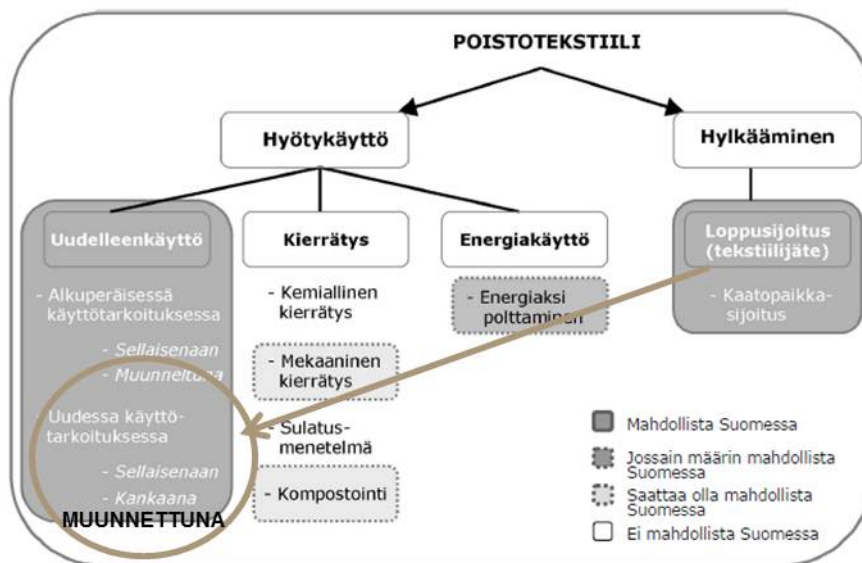 POISTOTEKSTIILI
Hyötykäyttö
Hylkääminen
Uudelleenkäyttö
- Alkuperäisessä
käyttötarkoituksessa
- Sellaisenaan
- Muunneltuna
- Uudessa käyttö-
tarkoituksessa
- Sellaisenaan
- Kankaana
MUUNNETTUNA
Kierrätys
- Kemiallinen
kierrätys
- Mekaaninen
kierrätys
- Sulatus-
menetelmä
- Kompostointi
Energiakäyttö
- Energiaksi
polttaminen
Loppusijoitus
(tekstiilijäte)
- Kaatopaikka-
sijoitus
Mahdollista Suomessa
Jossain määrin mahdollista
Suomessa
Saattaa olla mahdollista
Suomessa
Ei mahdollista Suomessa